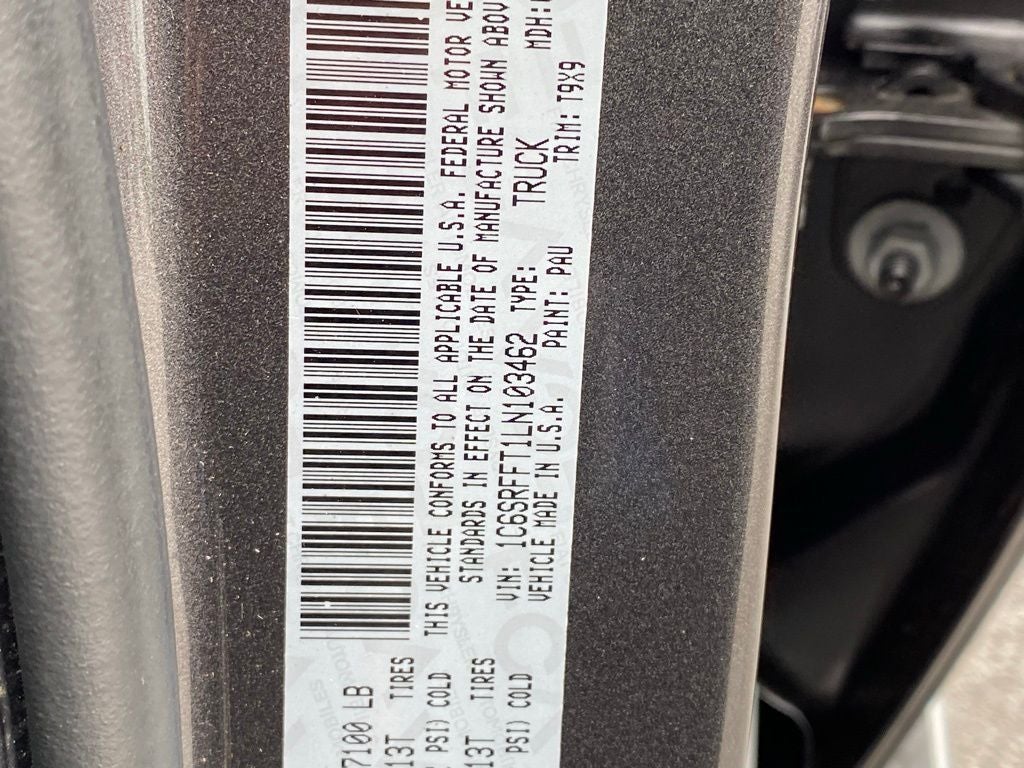 7100 LB
13T TIRES
PSI) COLD
13T TIRES
PSI) COLD
THIS VEHICLE CONFORMS TO ALL APPLICABLE U.S.A. FEDERAL MOTOR VE
STANDARDS IN EFFECT ON THE DATE OF MANUFACTURE SHOWN ABOV
VIN: 1C6SRFFT1LN103462 TYPE: TRUCK
VEHICLE MADE IN U.S.A. PAINT: PAU TRIM: T9X9 MDH: